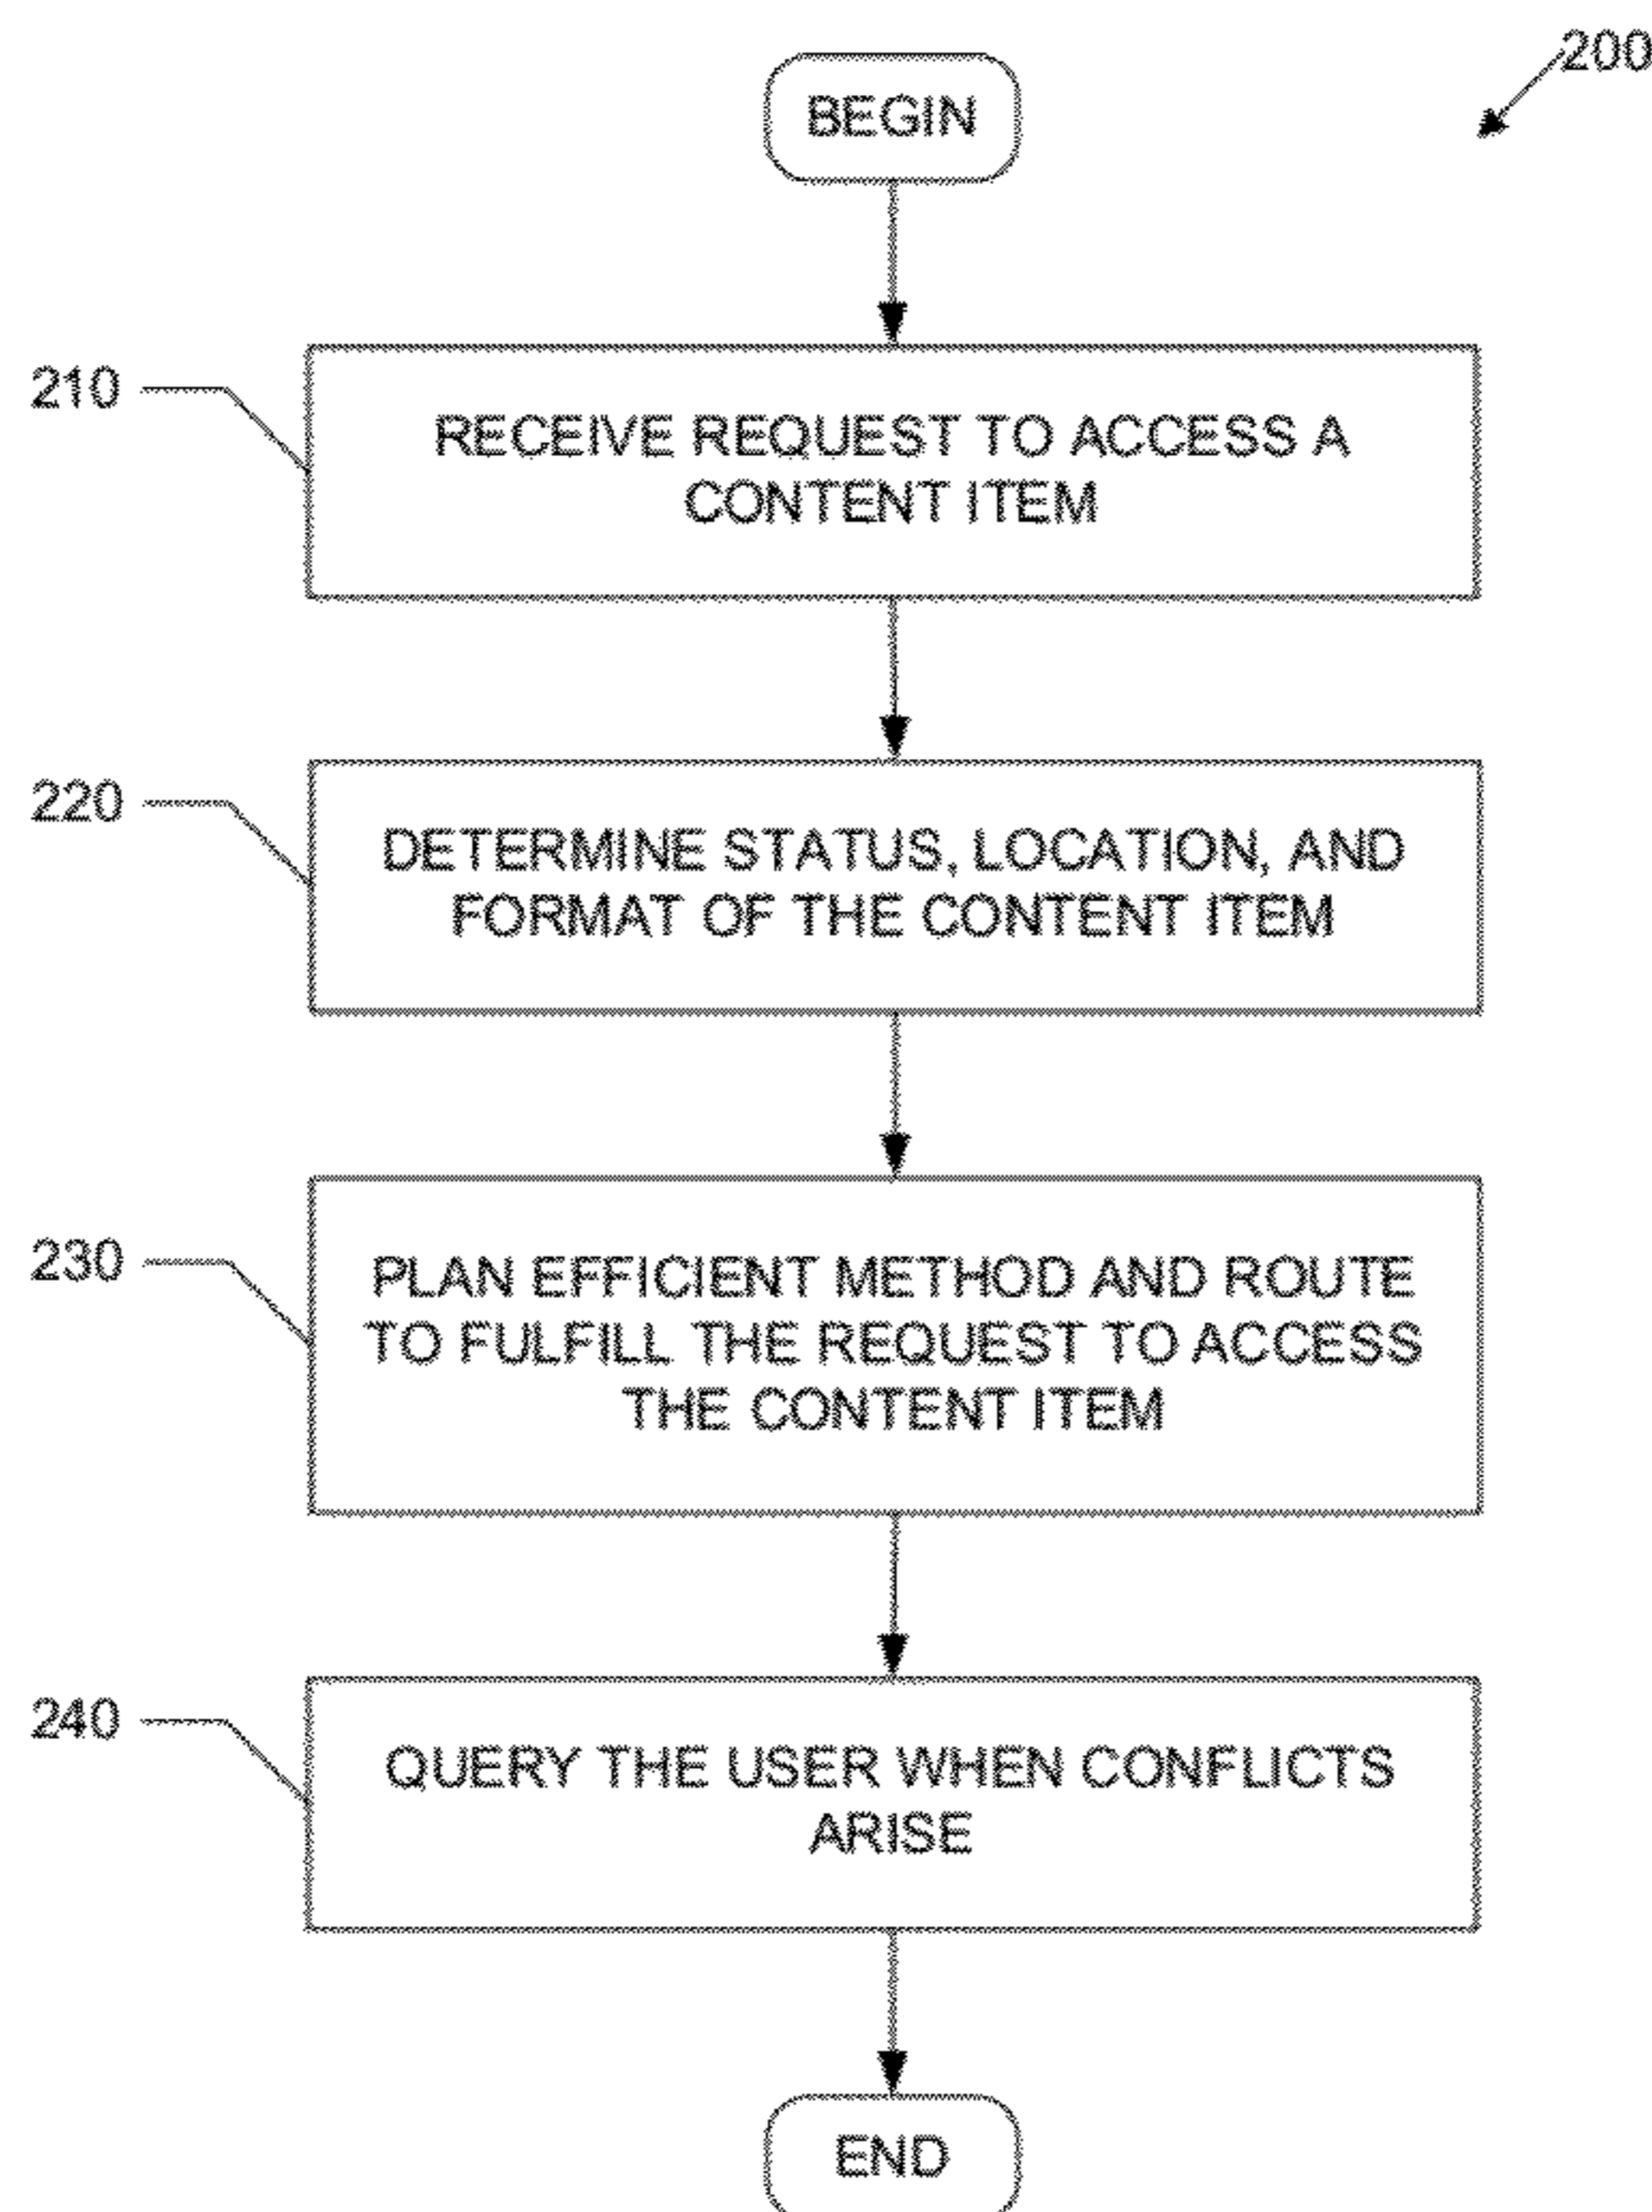 200
BEGIN
210
RECEIVE REQUEST TO ACCESS A
CONTENT ITEM
220
DETERMINE STATUS, LOCATION, AND
FORMAT OF THE CONTENT ITEM
230
PLAN EFFICIENT METHOD AND ROUTE
TO FULFILL THE REQUEST TO ACCESS
THE CONTENT ITEM
240
QUERY THE USER WHEN CONFLICTS
ARISE
END